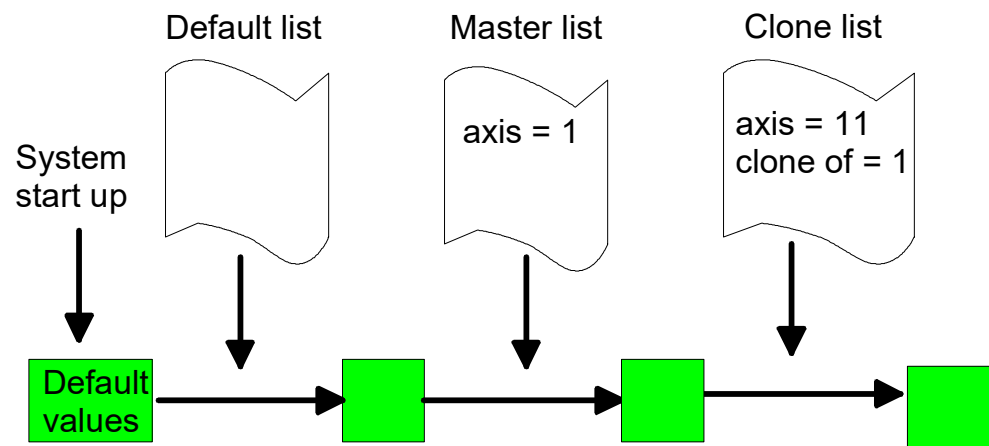 Default list
Master list
Clone list
axis = 1
axis = 11
clone of = 1
System
start up
Default
values